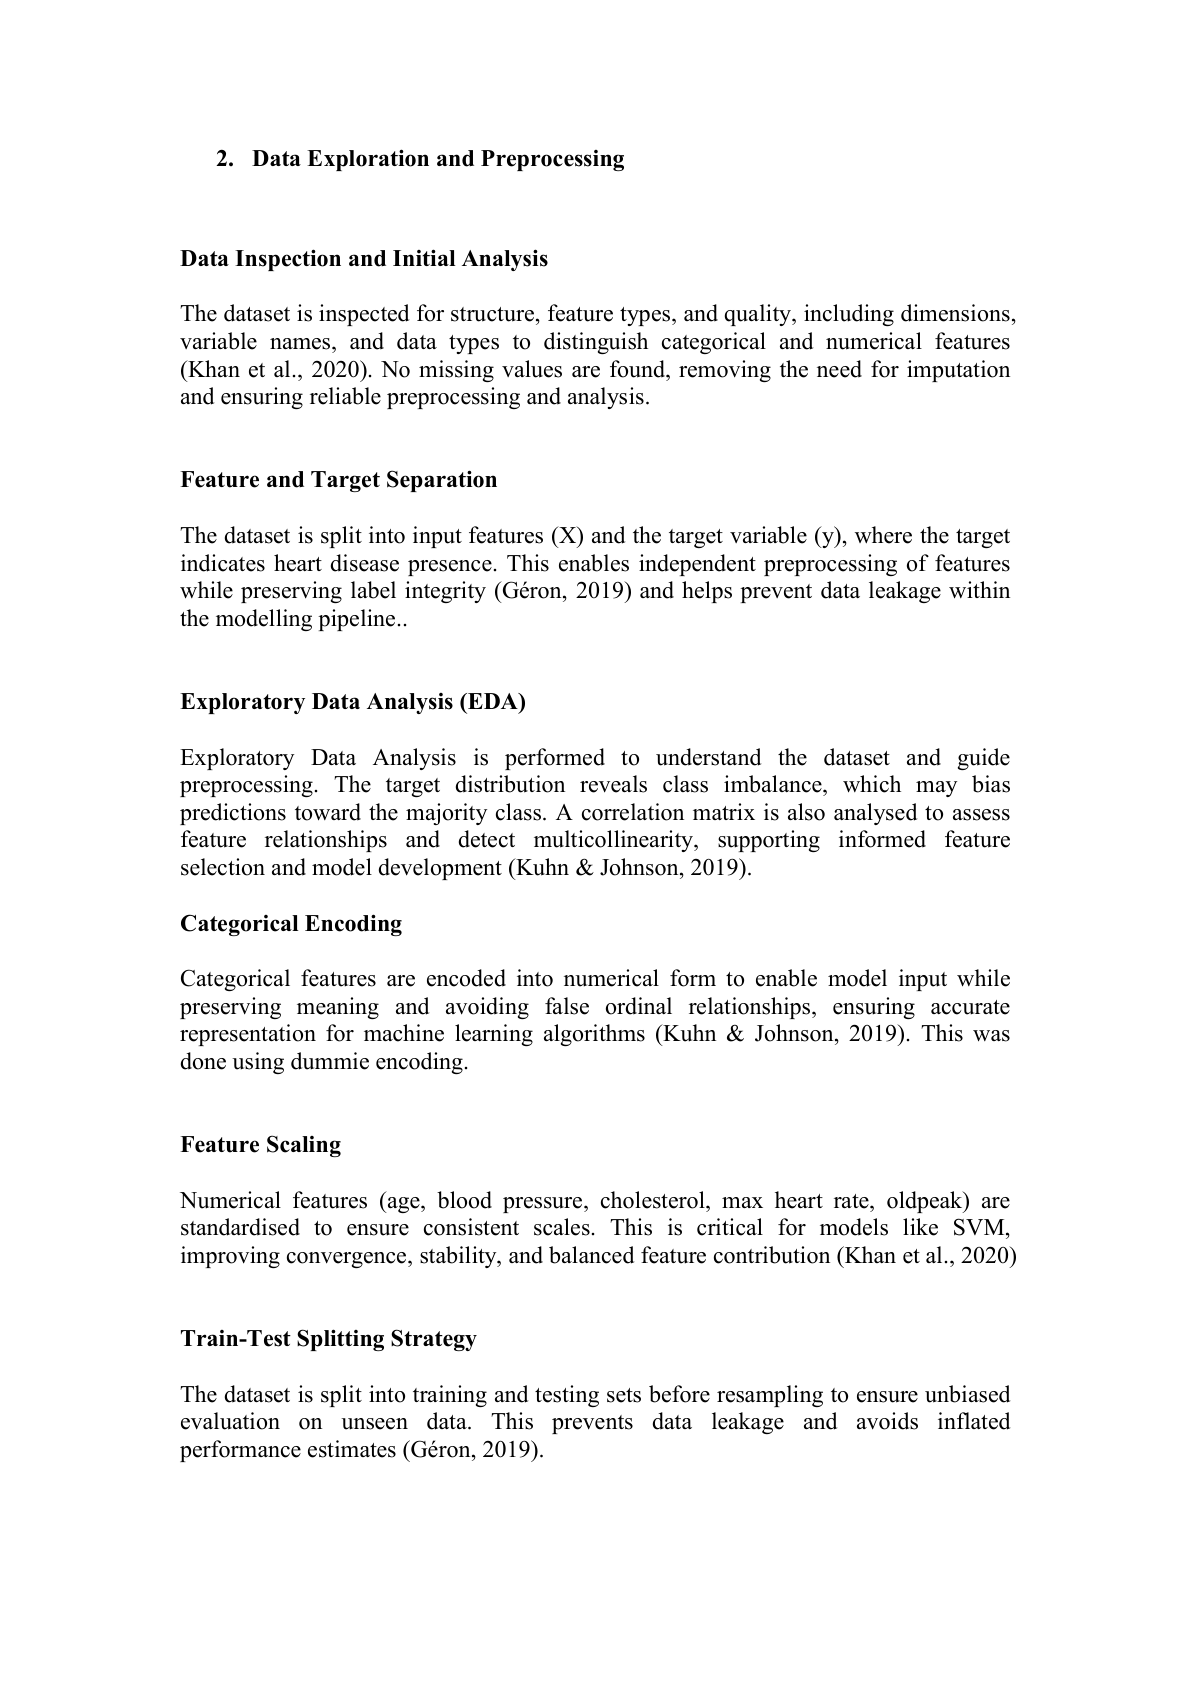 2. Data Exploration and Preprocessing
Data Inspection and Initial Analysis
The dataset is inspected for structure, feature types, and quality, including dimensions,
variable names, and data types to distinguish categorical and numerical features
(Khan et al., 2020). No missing values are found, removing the need for imputation
and ensuring reliable preprocessing and analysis.
Feature and Target Separation
The dataset is split into input features (X) and the target variable (y), where the target
indicates heart disease presence. This enables independent preprocessing of features
while preserving label integrity (Géron, 2019) and helps prevent data leakage within
the modelling pipeline..
Exploratory Data Analysis (EDA)
Exploratory Data Analysis is performed to understand the dataset and guide
preprocessing. The target distribution reveals class imbalance, which may bias
predictions toward the majority class. A correlation matrix is also analysed to assess
feature relationships and detect multicollinearity, supporting informed feature
selection and model development (Kuhn & Johnson, 2019).
Categorical Encoding
Categorical features are encoded into numerical form to enable model input while
preserving meaning and avoiding false ordinal relationships, ensuring accurate
representation for machine learning algorithms (Kuhn & Johnson, 2019). This was
done using dummie encoding.
Feature Scaling
Numerical features (age, blood pressure, cholesterol, max heart rate, oldpeak) are
standardised to ensure consistent scales. This is critical for models like SVM,
improving convergence, stability, and balanced feature contribution (Khan et al., 2020)
Train-Test Splitting Strategy
The dataset is split into training and testing sets before resampling to ensure unbiased
evaluation on unseen data. This prevents data leakage and avoids inflated
performance estimates (Géron, 2019).